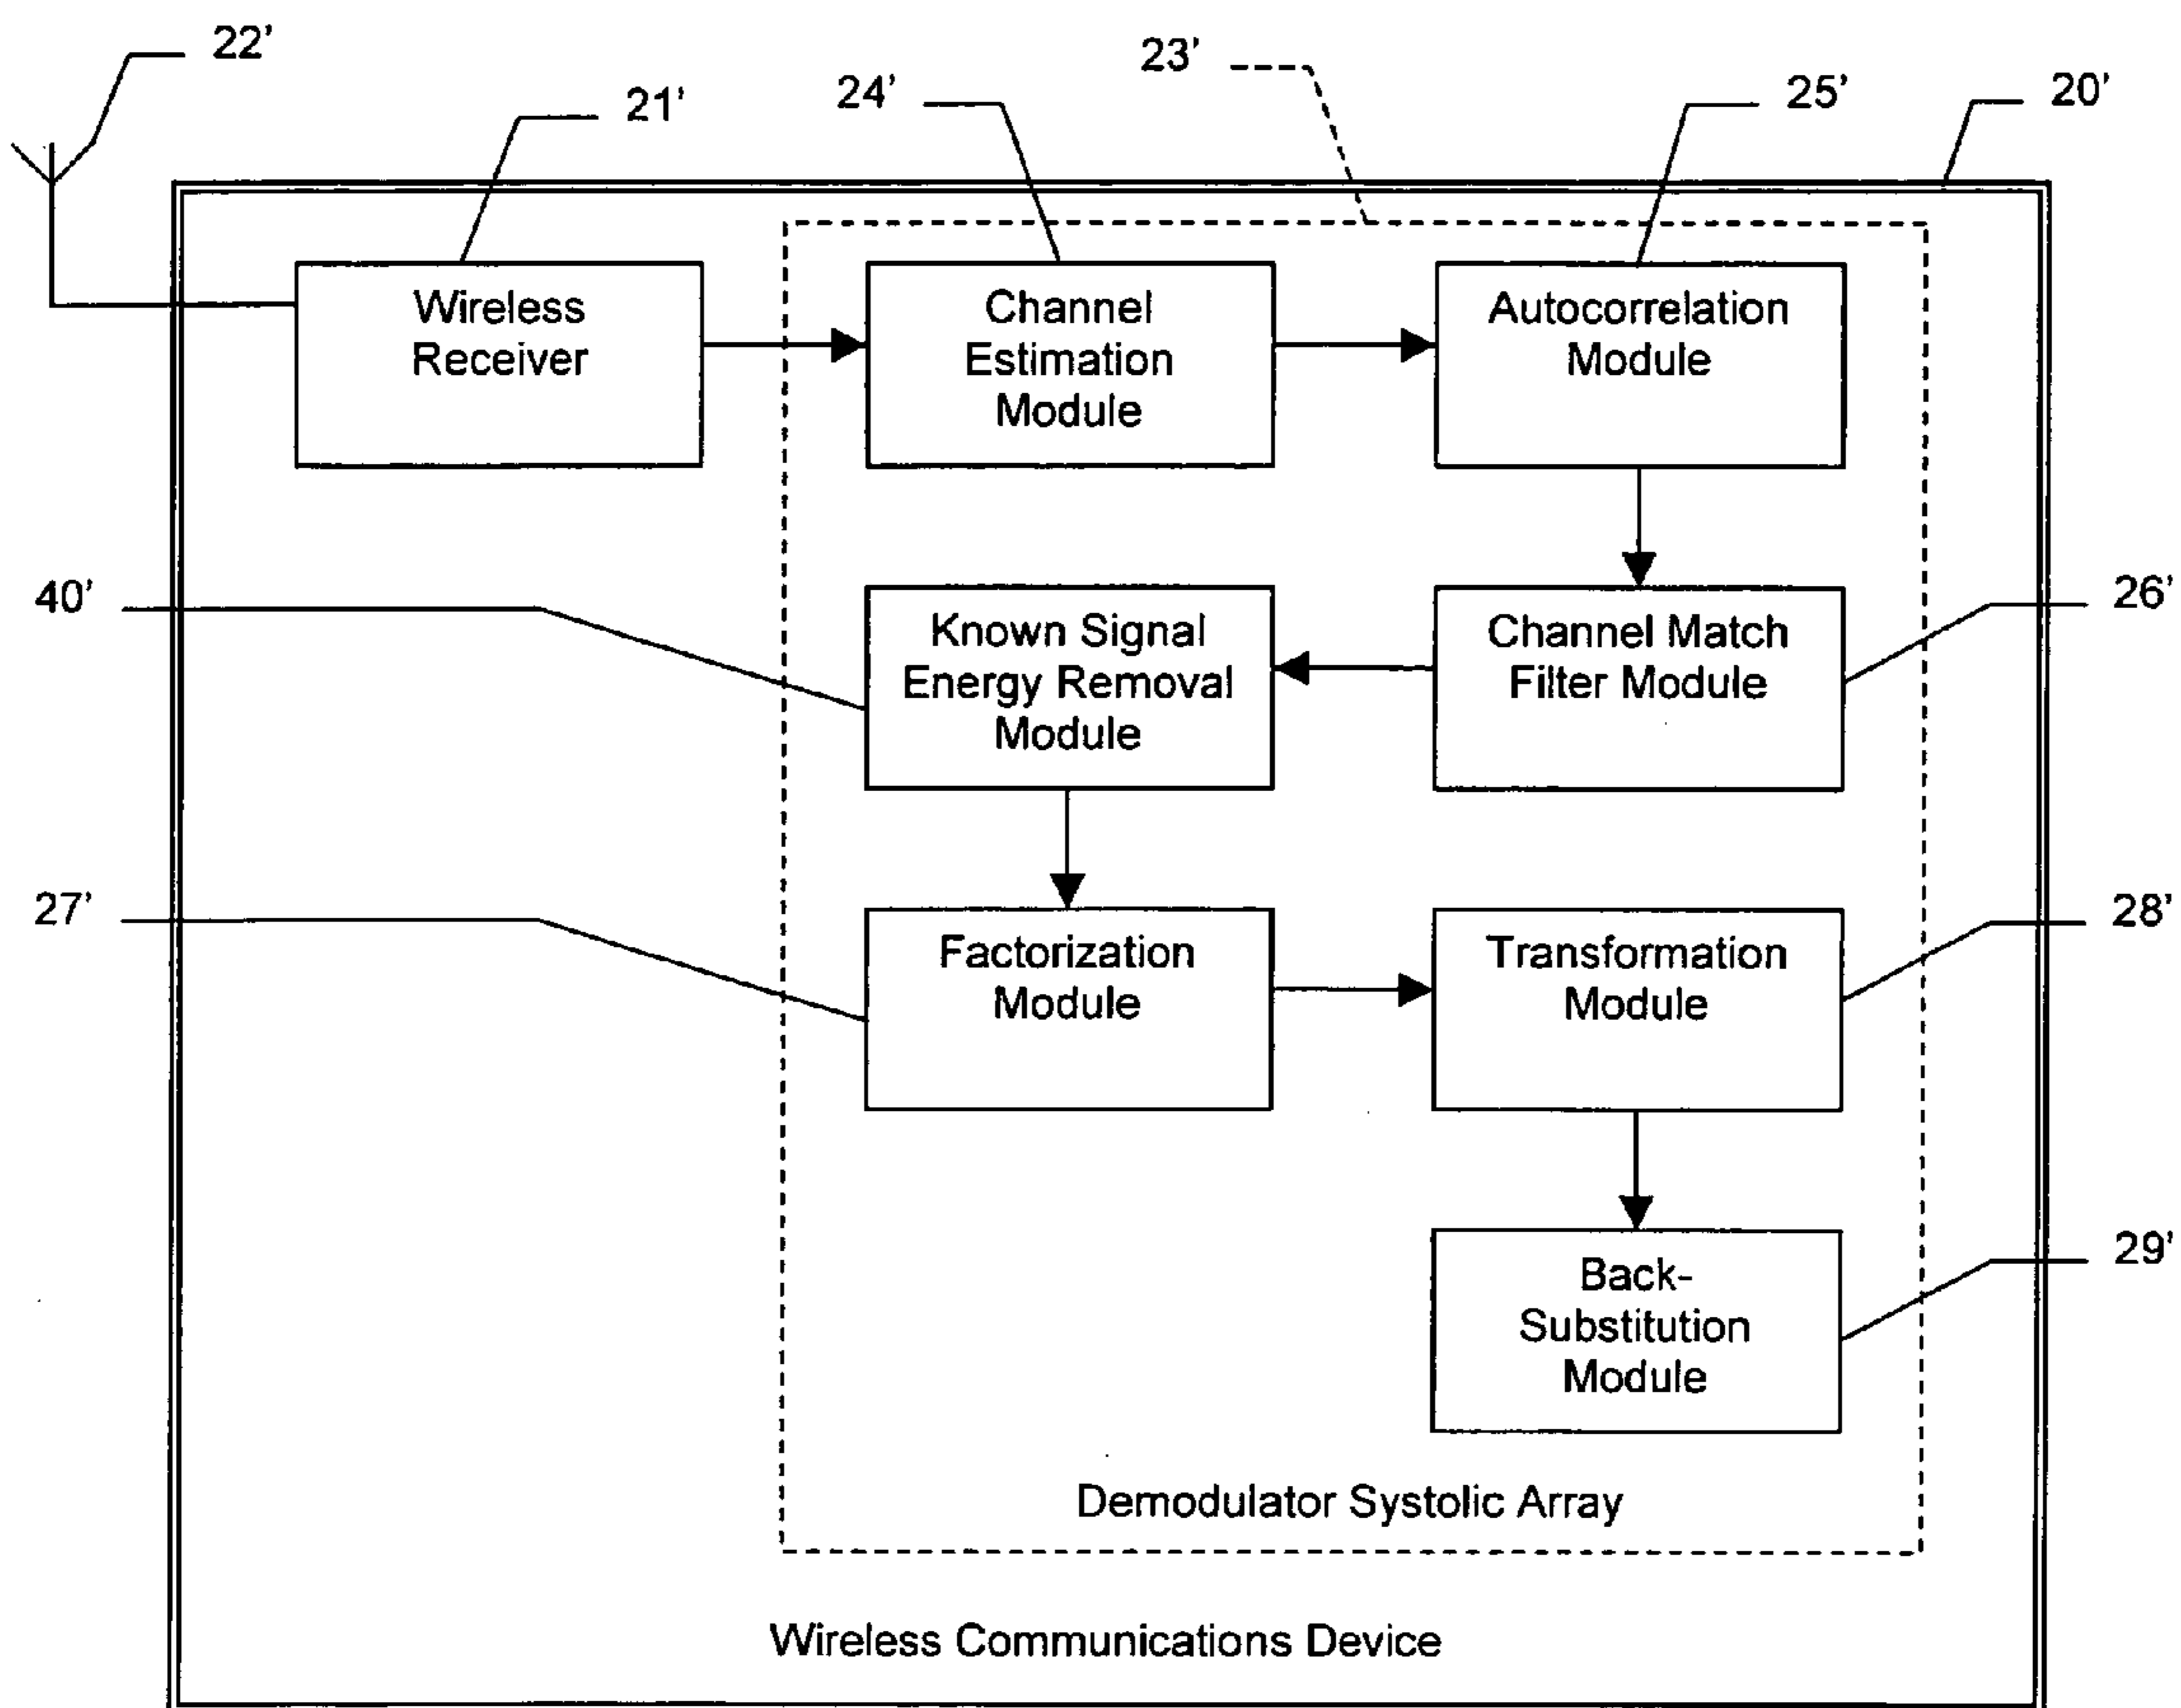 22'
23'
21'
24'
25'
20'
Wireless
Receiver
Channel
Estimation
Module
Autocorrelation
Module
40'
Known Signal
Energy Removal
Module
Channel Match
Filter Module
26'
27'
Factorization
Module
Transformation
Module
28'
Back-
Substitution
Module
29'
Demodulator Systolic Array
Wireless Communications Device